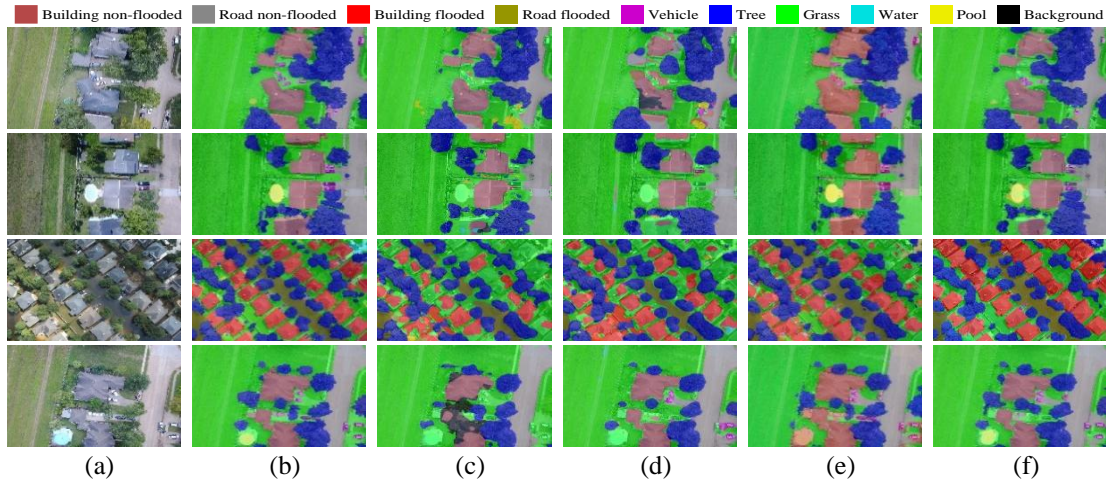 Building non-flooded Road non-flooded Building flooded Road flooded Vehicle Tree Grass Water Pool Background
(a) (b) (c) (d) (e) (f)